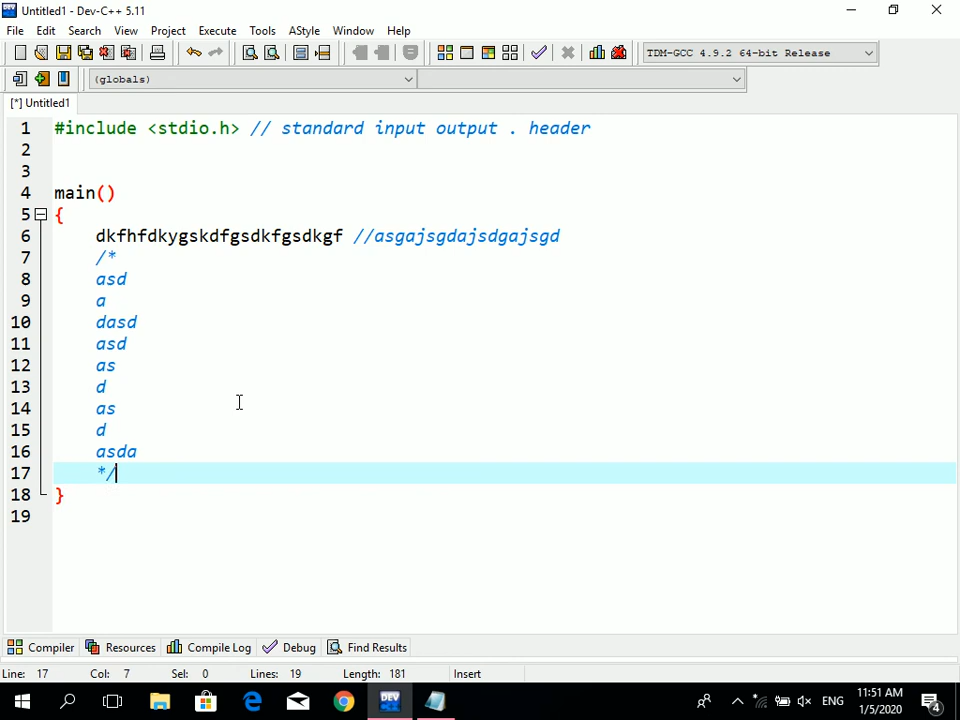 Untitled1 - Dev-C++ 5.11
File Edit Search View Project Execute Tools AStyle Window Help
TDM-GCC 4.9.2 64-bit Release
(globals)
[*] Untitled1
1 #include <stdio.h> // standard input output . header
2
3
4 main()
5 {
6 dkfhfdkygskdfgsdkfgsdkgf //asgajsgdajsdgajsgd
7 /*
8 asd
9 a
10 dasd
11 asd
12 as
13 d
14 as
15 d
16 asda
17 */
18 }
19
Compiler Resources Compile Log Debug Find Results
Line: 17 Col: 7 Sel: 0 Lines: 19 Length: 181 Insert
DEV ENG 11:51 AM
1/5/2020 4